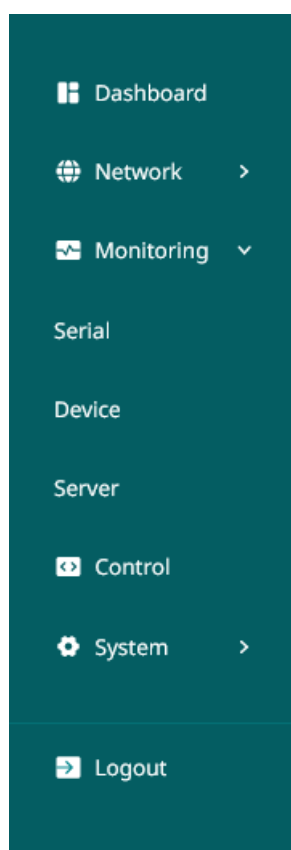 Dashboard
Network
Monitoring
Serial
Device
Server
Control
System
Logout